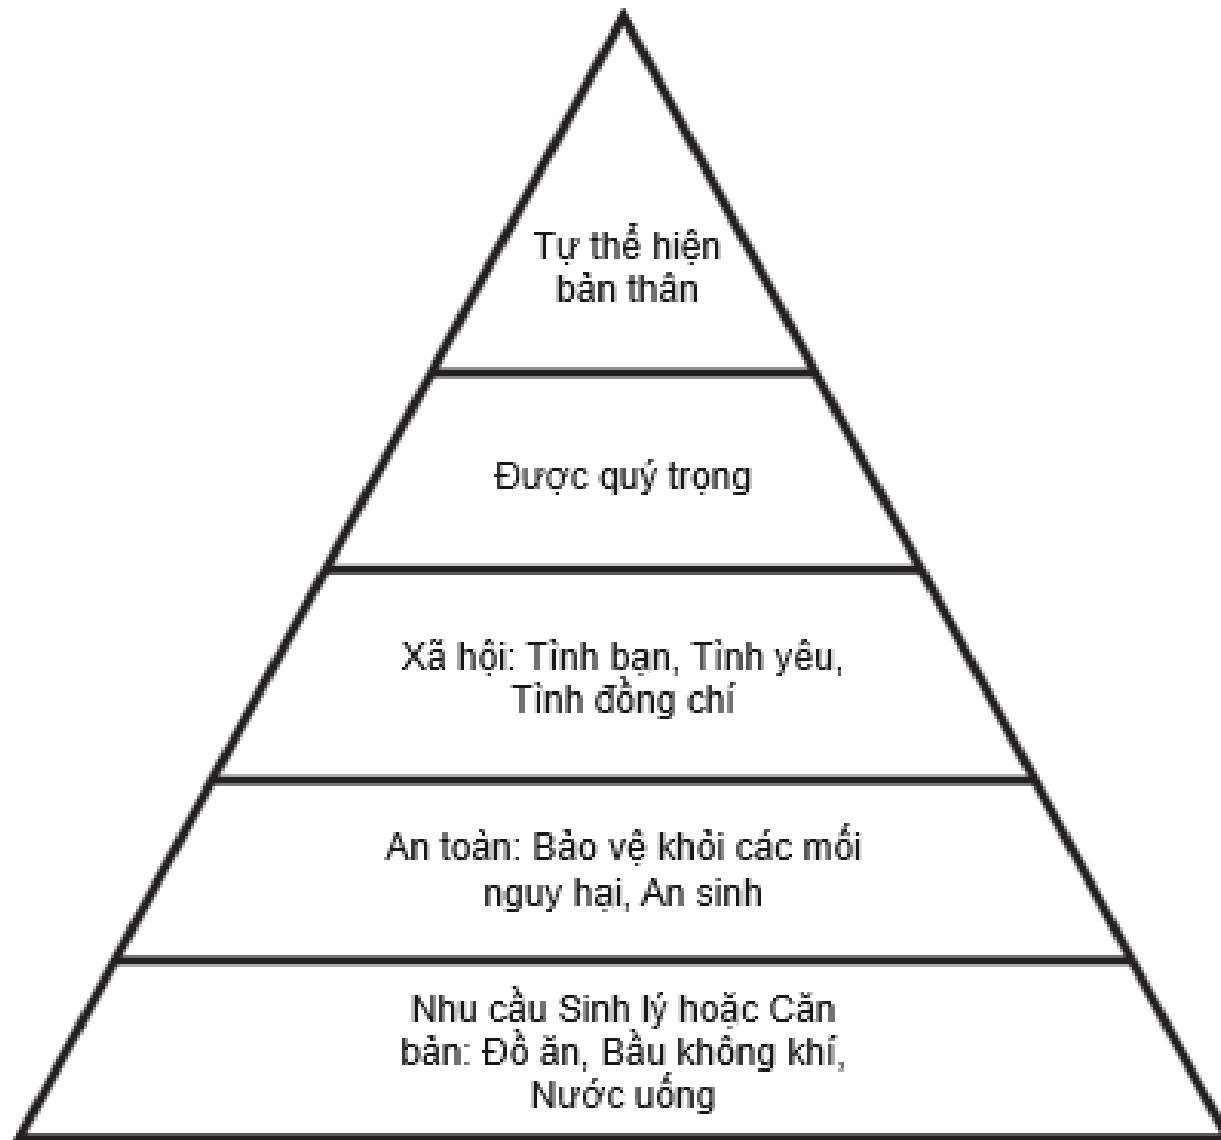 Tự thể hiện
bản thân
Được quý trọng
Xã hội: Tình bạn, Tình yêu,
Tình đồng chí
An toàn: Bảo vệ khỏi các mối
nguy hại, An sinh
Nhu cầu Sinh lý hoặc Căn
bản: Đồ ăn, Bầu không khí,
Nước uống